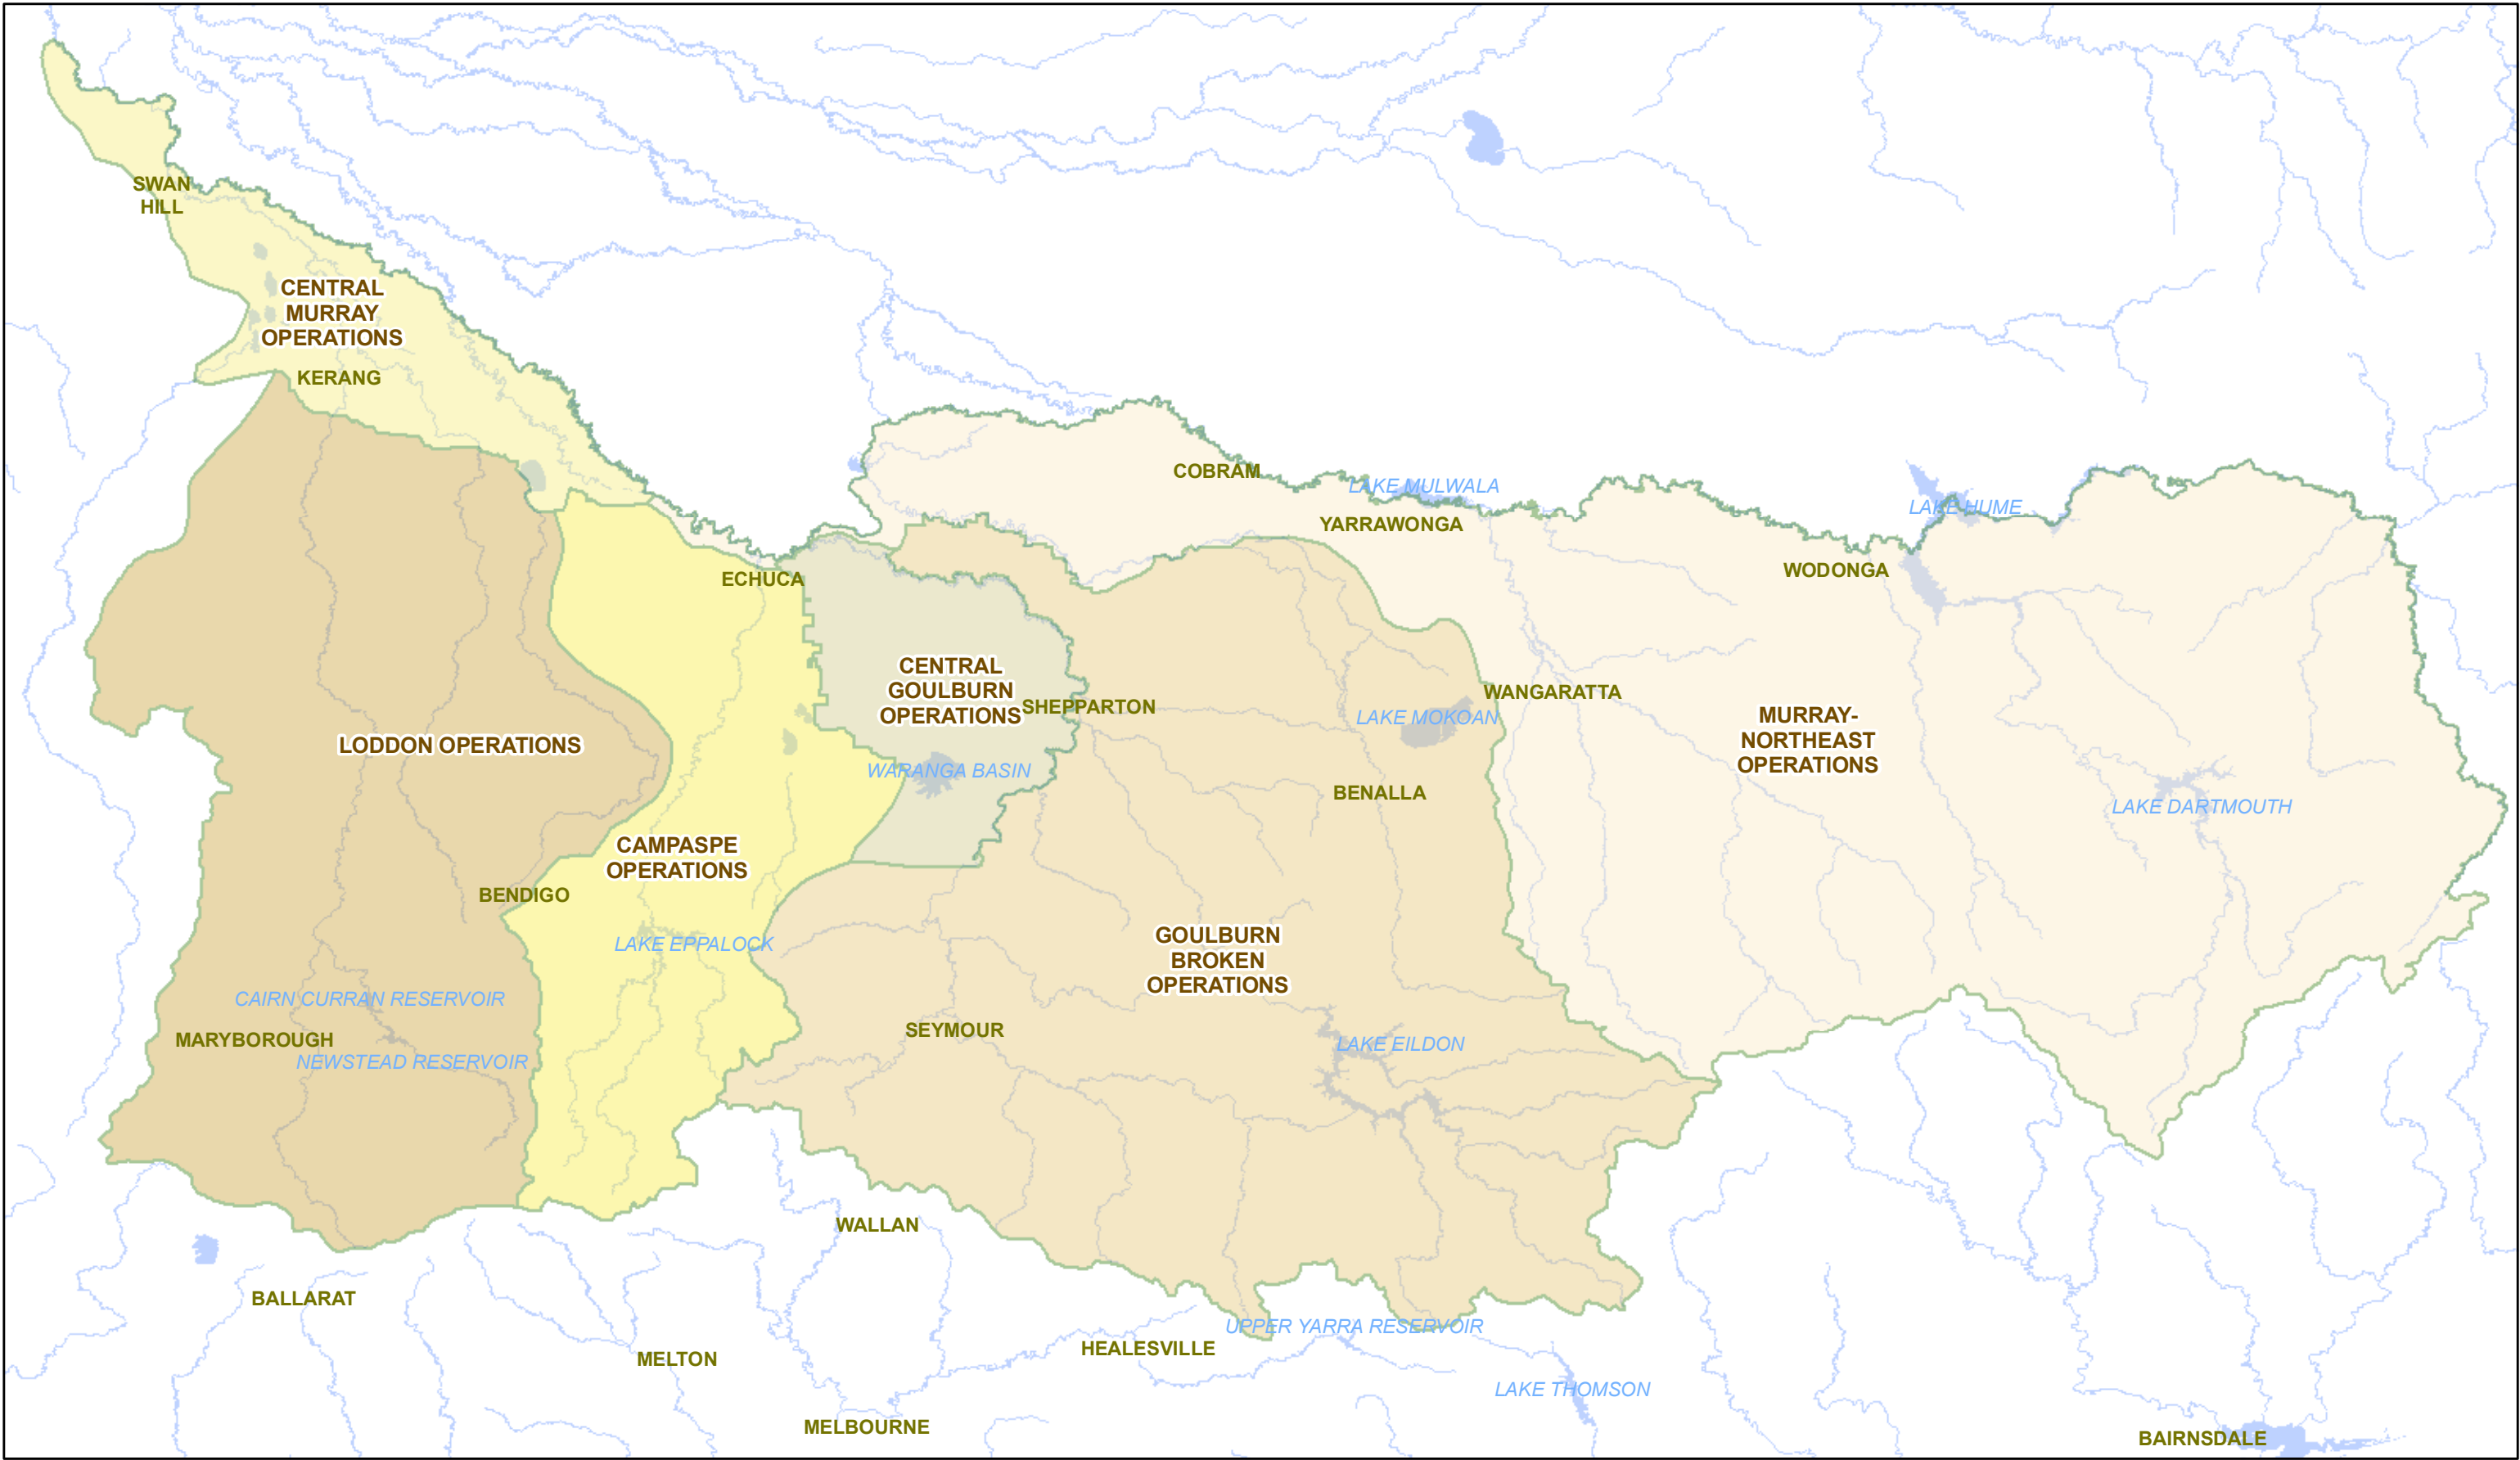 SWAN
HILL
CENTRAL
MURRAY
OPERATIONS
KERANG
COBRAM
LAKE MULWALA
YARRAWONGA
LAKE HUME
WODONGA
ECHUCA
CENTRAL
GOULBURN
OPERATIONS
SHEPPARTON
WANGARATTA
LAKE MOKOAN
MURRAY-
NORTHEAST
OPERATIONS
LODDON OPERATIONS
WARANGA BASIN
BENALLA
LAKE DARTMOUTH
CAMPASPE
OPERATIONS
BENDIGO
LAKE EPPALOCK
GOULBURN
BROKEN
OPERATIONS
CAIRN CURRAN RESERVOIR
MARYBOROUGH
NEWSTEAD RESERVOIR
SEYMOUR
LAKE EILDON
WALLAN
BALLARAT
UPPER YARRA RESERVOIR
HEALESVILLE
MELTON
LAKE THOMSON
MELBOURNE
BAIRNSDALE